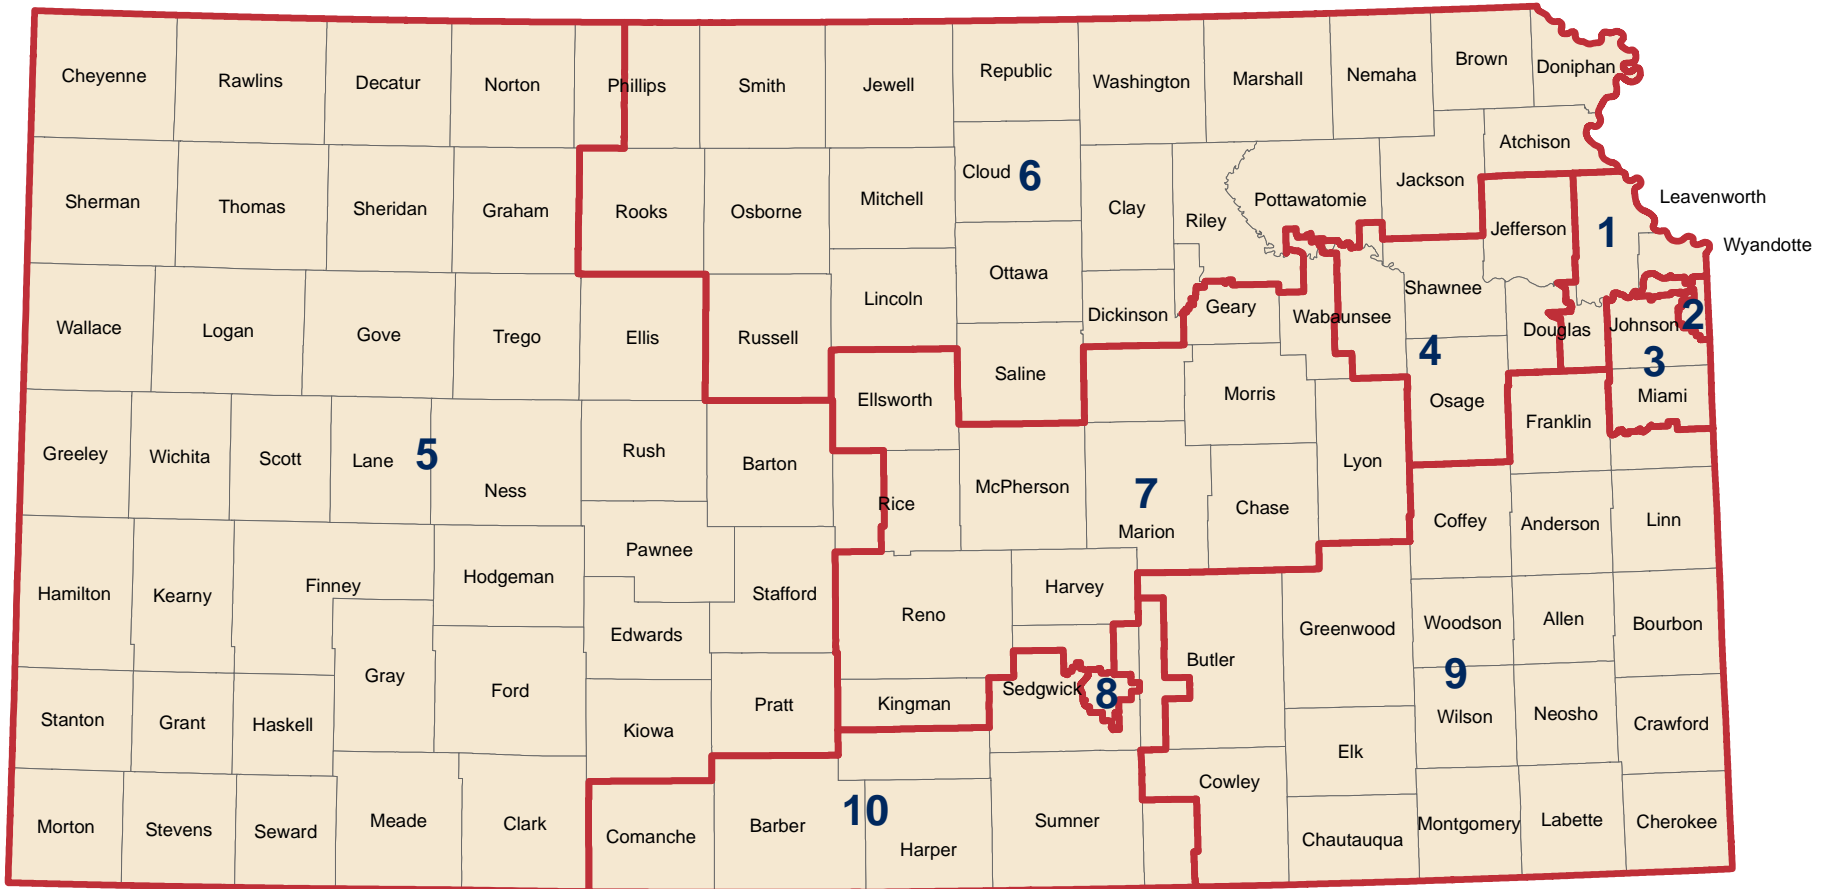 Cheyenne
Rawlins
Decatur
Norton
Phillips
Smith
Jewell
Republic
Washington
Marshall
Nemaha
Brown
Doniphan
Atchison
Sherman
Thomas
Sheridan
Graham
Rooks
Osborne
Mitchell
Cloud
6
Clay
Riley
Pottawatomie
Jackson
Jefferson
1
Leavenworth
Wyandotte
Wallace
Logan
Gove
Trego
Ellis
Russell
Lincoln
Ottawa
Dickinson
Geary
Wabaunsee
Shawnee
Douglas
Johnson
2
Saline
4
3
Ellsworth
Morris
Osage
Miami
Franklin
Greeley
Wichita
Scott
Lane
5
Ness
Rush
Barton
Rice
McPherson
7
Marion
Chase
Lyon
Coffey
Anderson
Linn
Hamilton
Kearny
Finney
Hodgeman
Pawnee
Stafford
Edwards
Reno
Harvey
Butler
Greenwood
Woodson
Allen
Bourbon
Gray
Ford
Kiowa
Pratt
Kingman
Sedgwick
8
9
Stanton
Grant
Haskell
Elk
Wilson
Neosho
Crawford
Morton
Stevens
Seward
Meade
Clark
Comanche
Barber
10
Harper
Sumner
Cowley
Chautauqua
Montgomery
Labette
Cherokee